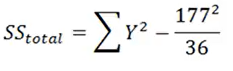 SS_total = ∑ Y² − 177²/36